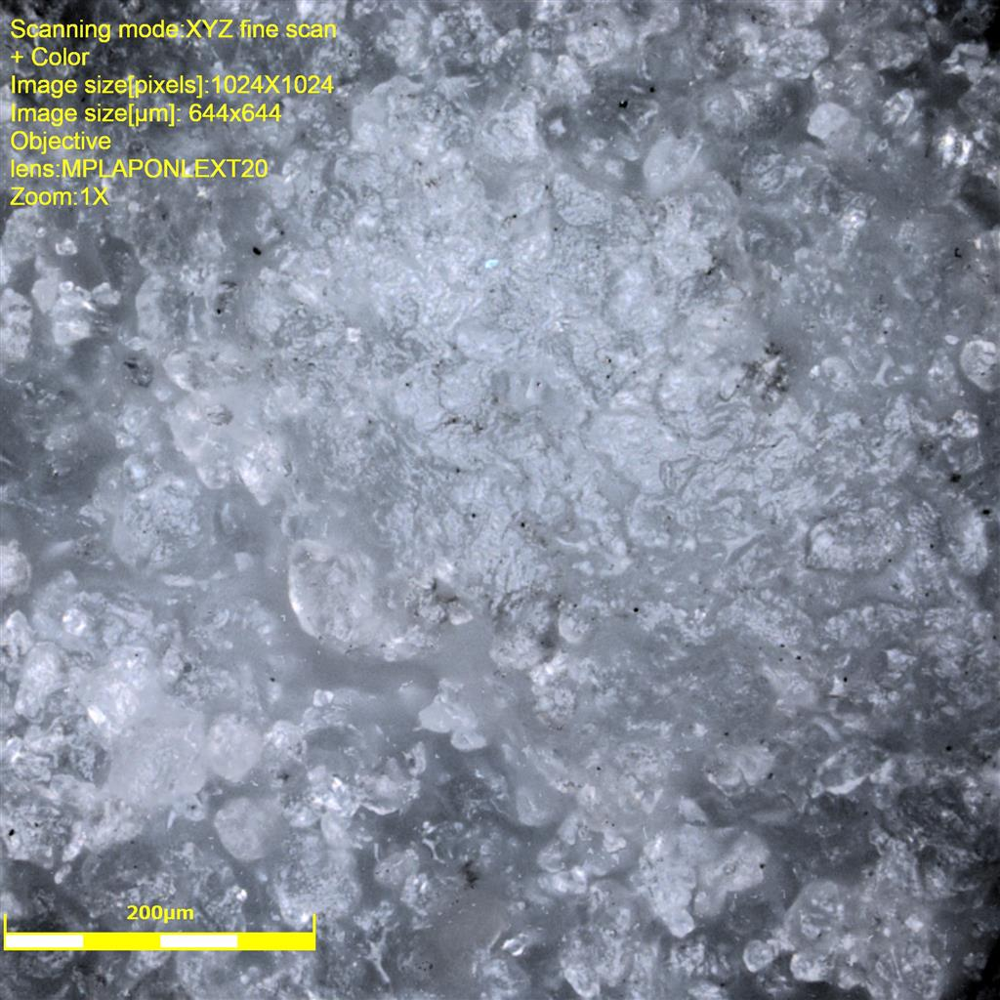 Scanning mode:XYZ fine scan
+ Color
Image size[pixels]:1024X1024
Image size[µm]: 644x644
Objective
lens:MPLAPONLEXT20
Zoom:1X
200µm